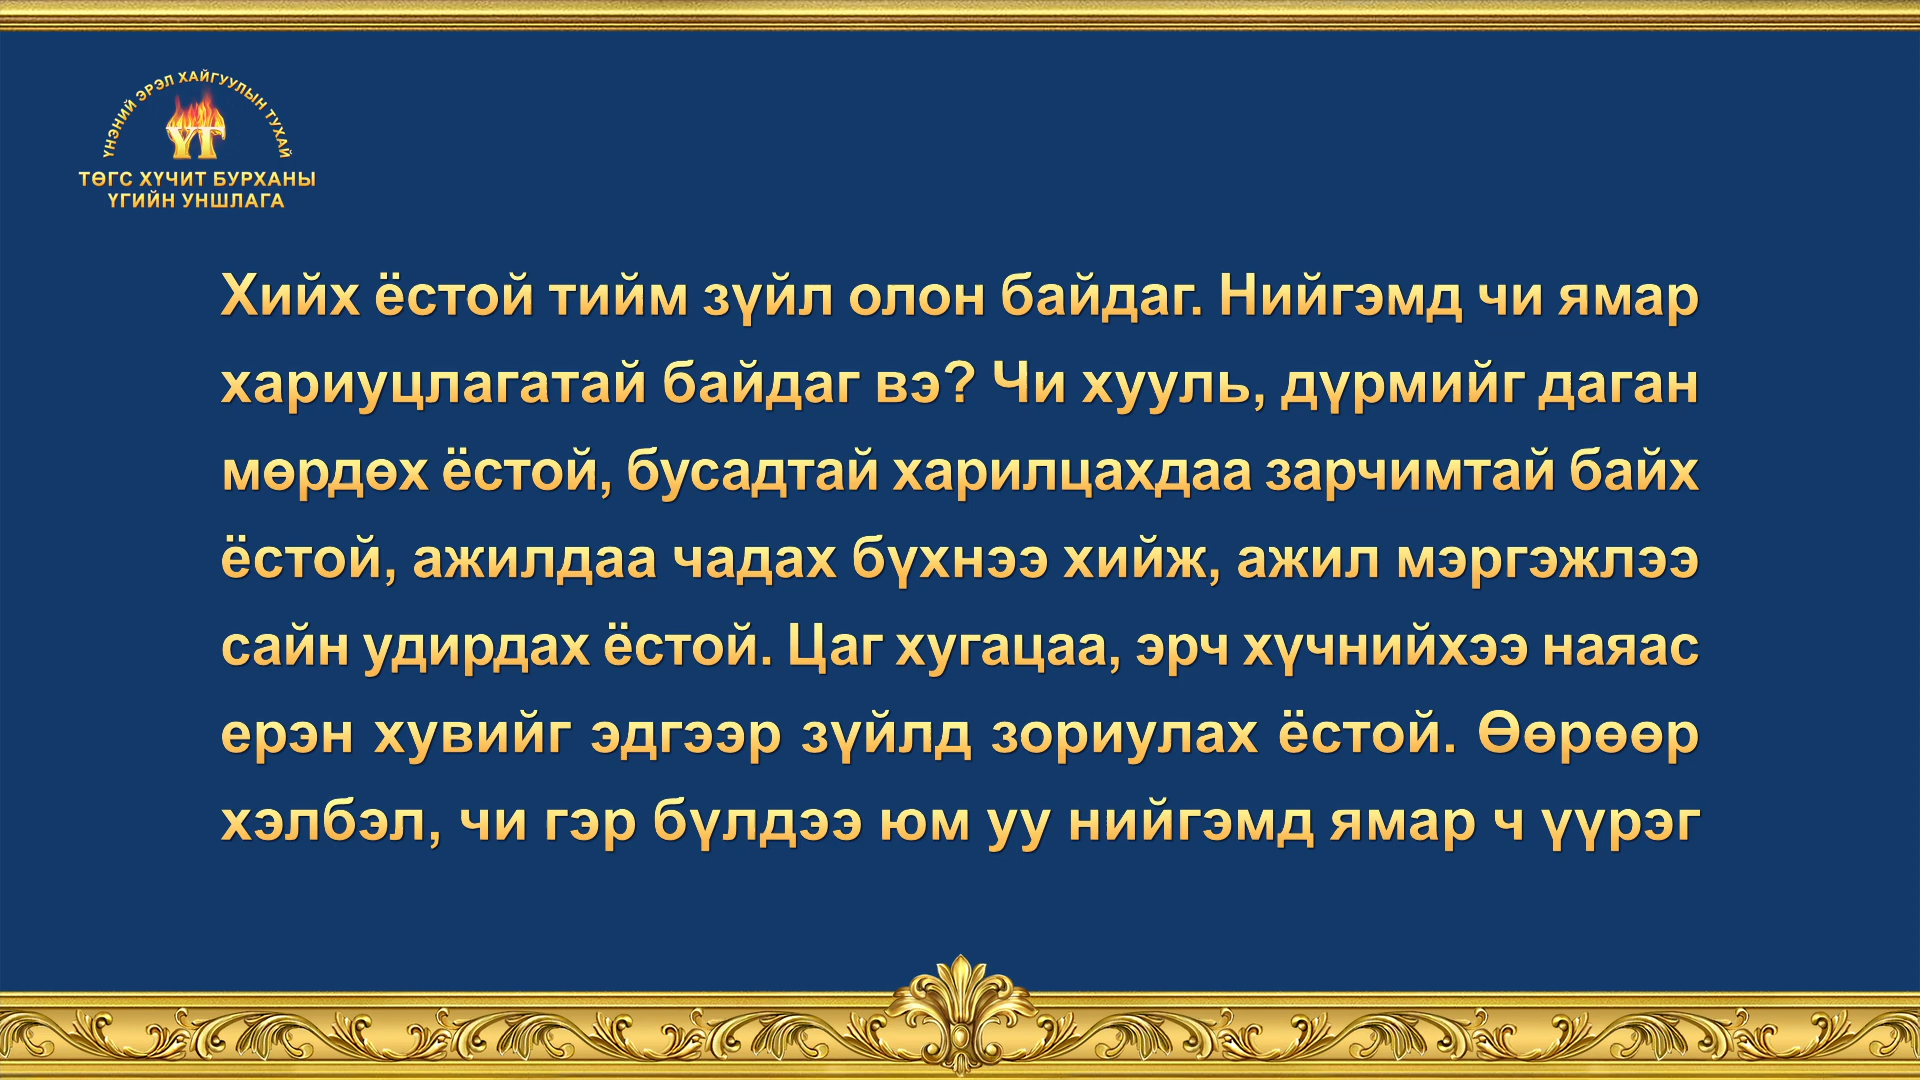 ҮНЭНИЙ ЭРЭЛ ХАЙГУУЛЫН ТУХАЙ
ҮГ
ТӨГС ХҮЧИТ БУРХАНЫ
ҮГИЙН УНШЛАГА
Хийх ёстой тийм зүйл олон байдаг. Нийгэмд чи ямар
хариуцлагатай байдаг вэ? Чи хууль, дүрмийг даган
мөрдөх ёстой, бусадтай харилцахдаа зарчимтай байх
ёстой, ажилдаа чадах бүхнээ хийж, ажил мэргэжлээ
сайн удирдах ёстой. Цаг хугацаа, эрч хүчнийхээ наяас
ерэн хувийг эдгээр зүйлд зориулах ёстой. Өөрөөр
хэлбэл, чи гэр бүлдээ юм уу нийгэмд ямар ч үүрэг